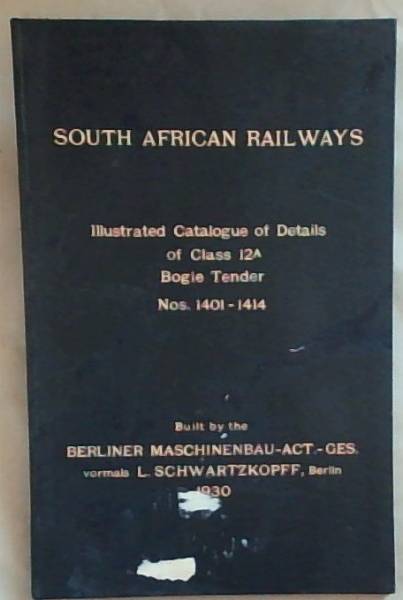 SOUTH AFRICAN RAILWAYS
Illustrated Catalogue of Details
of Class 12A
Bogie Tender
Nos. 1401 - 1414
Built by the
BERLINER MASCHINENBAU-ACT.-GES.
vormals L. SCHWARTZKOPFF, Berlin
1930